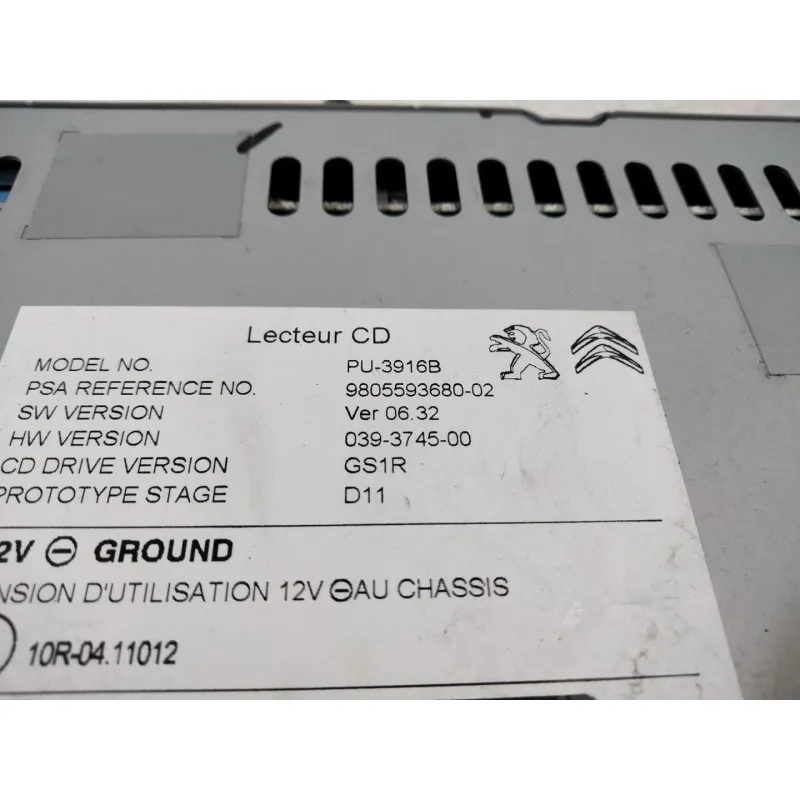 Lecteur CD
MODEL NO. PU-3916B
PSA REFERENCE NO. 9805593680-02
SW VERSION Ver 06.32
HW VERSION 039-3745-00
CD DRIVE VERSION GS1R
PROTOTYPE STAGE D11
2V ⊖ GROUND
NSION D'UTILISATION 12V ⊖AU CHASSIS
10R-04.11012